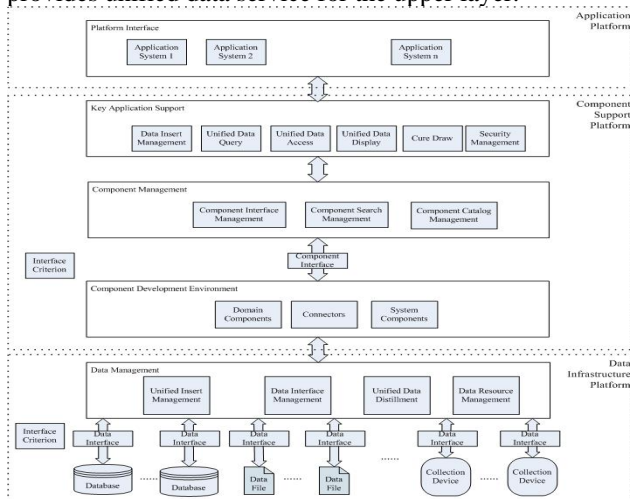 provides unified data service for the upper layer.
Application
Platform
Platform Interface
Application
System 1
Application
System 2
Application
System n
Component
Support
Platform
Key Application Support
Data Insert
Management
Unified Data
Query
Unified Data
Access
Unified Data
Display
Cure Draw
Security
Management
Component Management
Component Interface
Management
Component Search
Management
Component Catalog
Management
Interface
Criterion
Component
Interface
Component Development Environment
Domain
Components
Connectors
System
Components
Data
Infrastructure
Platform
Data Management
Unified Insert
Management
Data Interface
Management
Unified Data
Distillment
Data Resource
Management
Interface
Criterion
Data
Interface
Data
Interface
Data
Interface
Data
Interface
Data
Interface
Data
Interface
Database
......
Database
Data
File
......
Data
File
......
Collection
Device
......
Collection
Device